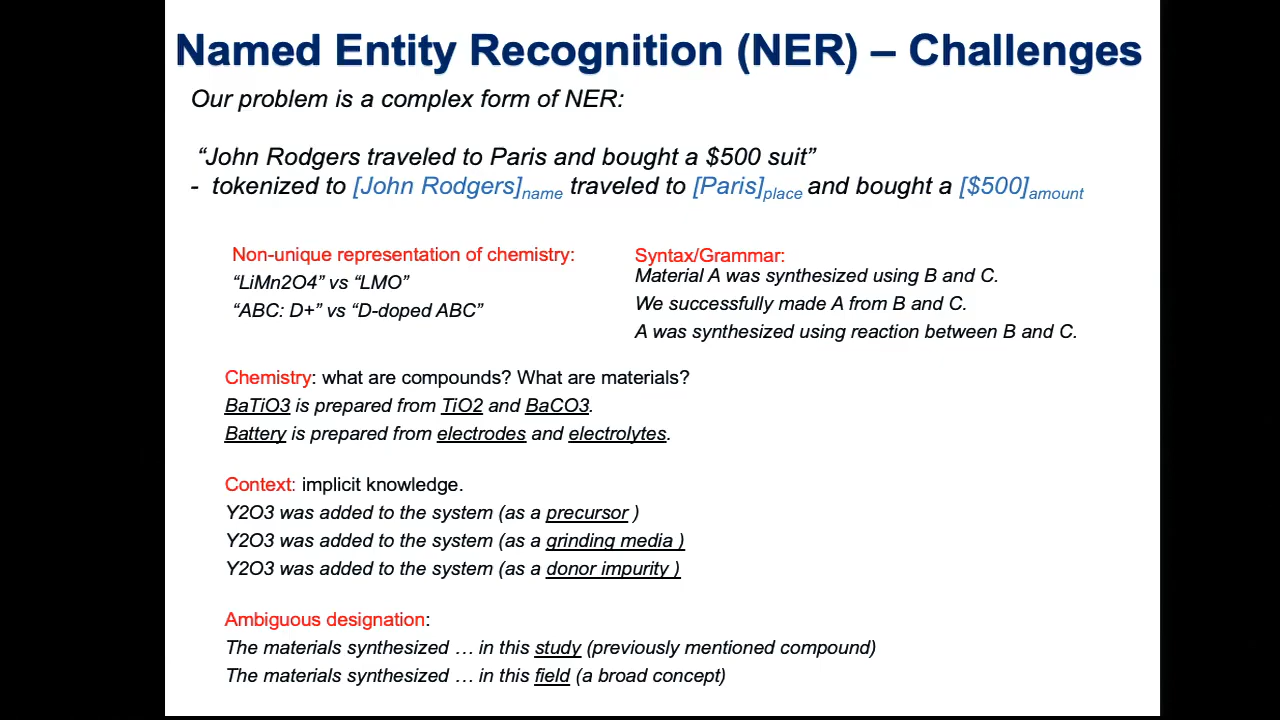 Named Entity Recognition (NER) – Challenges
Our problem is a complex form of NER:
“John Rodgers traveled to Paris and bought a $500 suit”
- tokenized to [John Rodgers]name traveled to [Paris]place and bought a [$500]amount
Non-unique representation of chemistry:
“LiMn2O4” vs “LMO”
“ABC: D+” vs “D-doped ABC”
Syntax/Grammar:
Material A was synthesized using B and C.
We successfully made A from B and C.
A was synthesized using reaction between B and C.
Chemistry: what are compounds? What are materials?
BaTiO3 is prepared from TiO2 and BaCO3.
Battery is prepared from electrodes and electrolytes.
Context: implicit knowledge.
Y2O3 was added to the system (as a precursor )
Y2O3 was added to the system (as a grinding media )
Y2O3 was added to the system (as a donor impurity )
Ambiguous designation:
The materials synthesized … in this study (previously mentioned compound)
The materials synthesized … in this field (a broad concept)